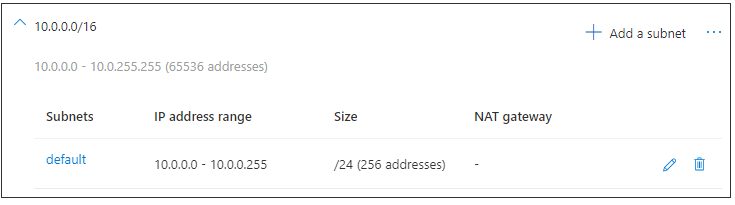 10.0.0.0/16
Add a subnet
10.0.0.0 - 10.0.255.255 (65536 addresses)
Subnets IP address range Size NAT gateway
default 10.0.0.0 - 10.0.0.255 /24 (256 addresses) -